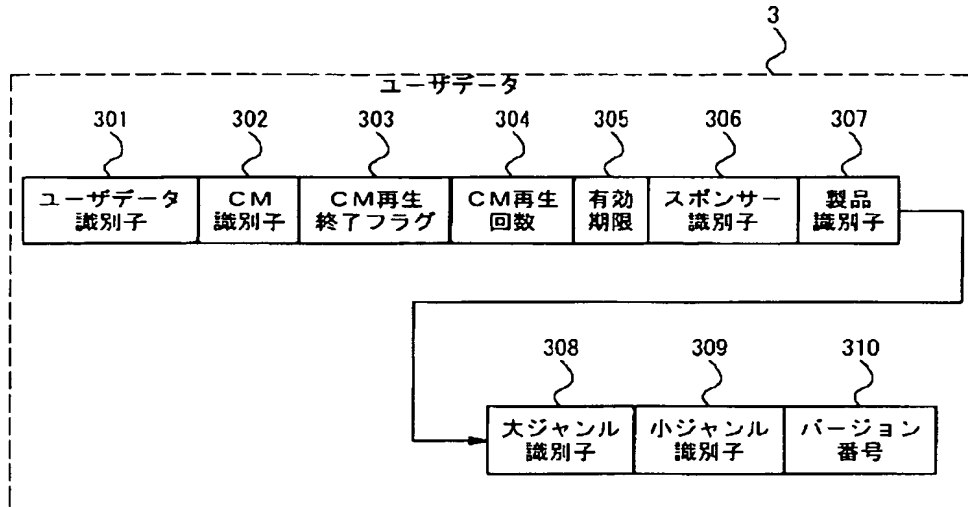 3
ユーザデータ
301 302 303 304 305 306 307
ユーザデータ 識別子
CM 識別子
CM再生 終了フラグ
CM再生 回数
有効 期限
スポンサー 識別子
製品 識別子
308 309 310
大ジャンル 識別子
小ジャンル 識別子
バージョン 番号